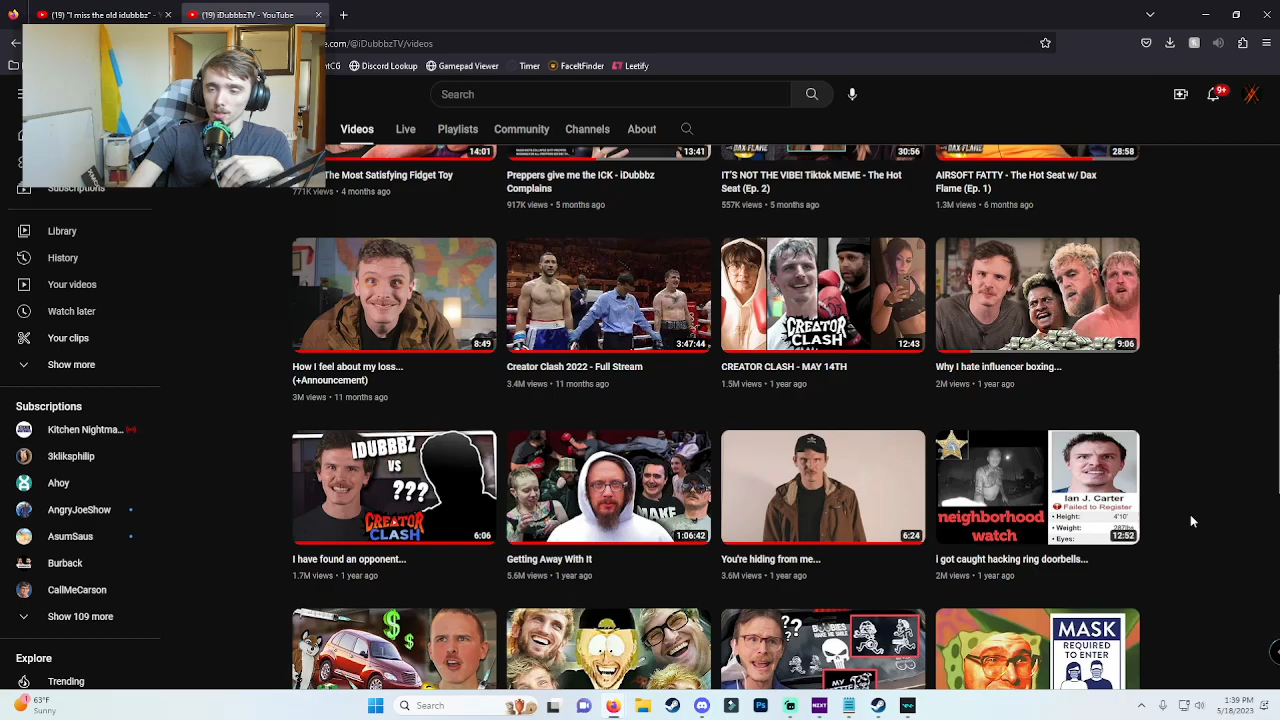 (19) "I miss the old idubbbz" - Y
(19) iDubbbzTV - YouTube
.com/@iDubbbzTV/videos
CG
Discord Lookup
Gamepad Viewer
Timer
FaceItFinder
Leetify
Search
9+
Videos
Live
Playlists
Community
Channels
About
14:01
13:41
30:56
28:58
The Most Satisfying Fidget Toy
771K views • 4 months ago
Preppers give me the ICK - iDubbbz
Complains
917K views • 5 months ago
IT'S NOT THE VIBE! Tiktok MEME - The Hot
Seat (Ep. 2)
557K views • 5 months ago
AIRSOFT FATTY - The Hot Seat w/ Dax
Flame (Ep. 1)
1.3M views • 6 months ago
Subscriptions
Library
History
Your videos
Watch later
Your clips
Show more
8:49
3:47:44
CREATOR
CLASH
12:43
9:06
How I feel about my loss...
(+Announcement)
3M views • 11 months ago
Creator Clash 2022 - Full Stream
3.4M views • 11 months ago
CREATOR CLASH - MAY 14TH
1.5M views • 1 year ago
Why I hate influencer boxing...
2M views • 1 year ago
Subscriptions
Kitchen Nightma...
3kliksphilip
Ahoy
AngryJoeShow
AsumSaus
Burback
CallMeCarson
Show 109 more
IDUBBBZ
VS
???
CREATOR
CLASH
6:06
1:06:42
6:24
neighborhood
watch
Ian J. Carter
Failed to Register
• Height: 4'10'
• Weight: 287lbs
• Eyes:
12:52
I have found an opponent...
1.7M views • 1 year ago
Getting Away With It
5.6M views • 1 year ago
You're hiding from me...
3.6M views • 1 year ago
i got caught hacking ring doorbells...
2M views • 1 year ago
$
$
??
MAKE ME SMILE
MY
MASK
REQUIRED
TO ENTER
Explore
Trending
63°F
Sunny
Search
NEXT
1:39 PM
5/18/2023